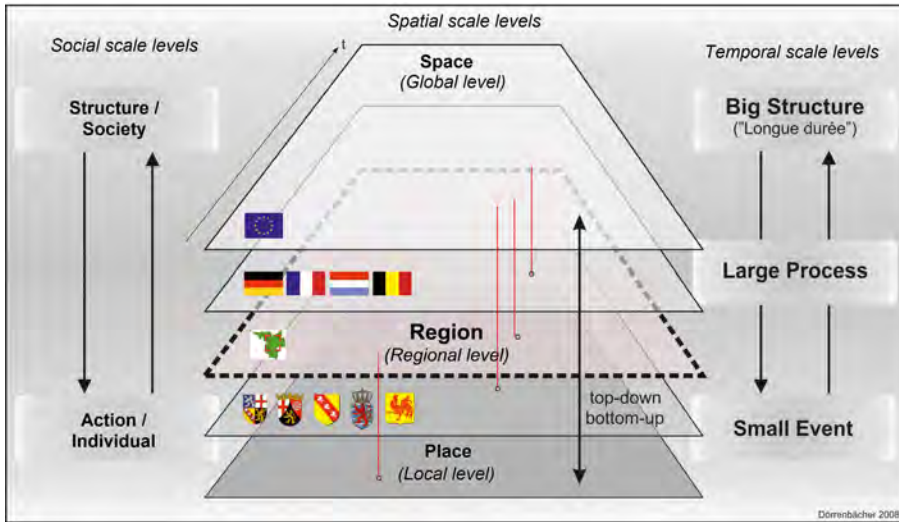 Spatial scale levels
Social scale levels
Temporal scale levels
t
Space
(Global level)
Structure /
Society
Big Structure
("Longue durée")
Large Process
Region
(Regional level)
top-down
bottom-up
Action /
Individual
Small Event
Place
(Local level)
Dörrenbächer 2008